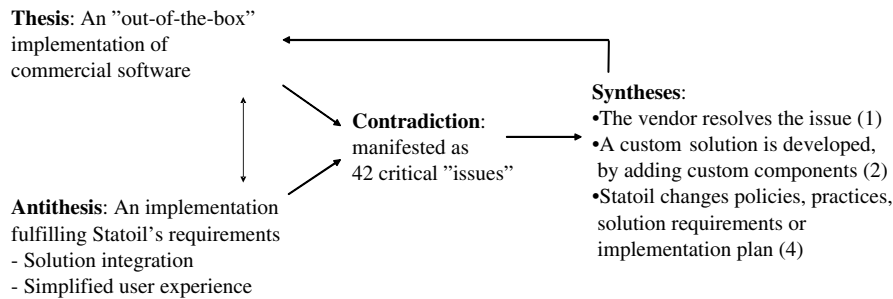 Thesis: An ”out-of-the-box”
implementation of
commercial software
Contradiction:
manifested as
42 critical ”issues”
Syntheses:
•The vendor resolves the issue (1)
•A custom solution is developed,
by adding custom components (2)
•Statoil changes policies, practices,
solution requirements or
implementation plan (4)
Antithesis: An implementation
fulfilling Statoil’s requirements
- Solution integration
- Simplified user experience